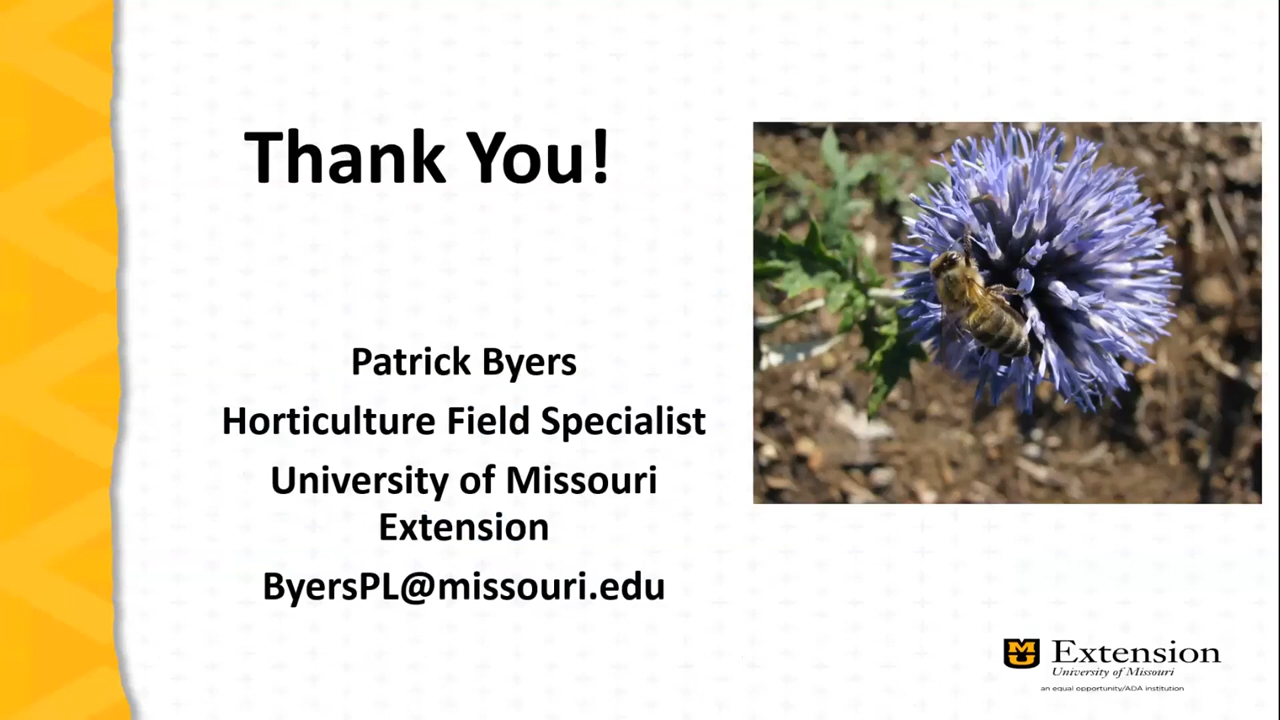 Thank You!
Patrick Byers
Horticulture Field Specialist
University of Missouri
Extension
ByersPL@missouri.edu
Extension
University of Missouri
an equal opportunity/ADA institution